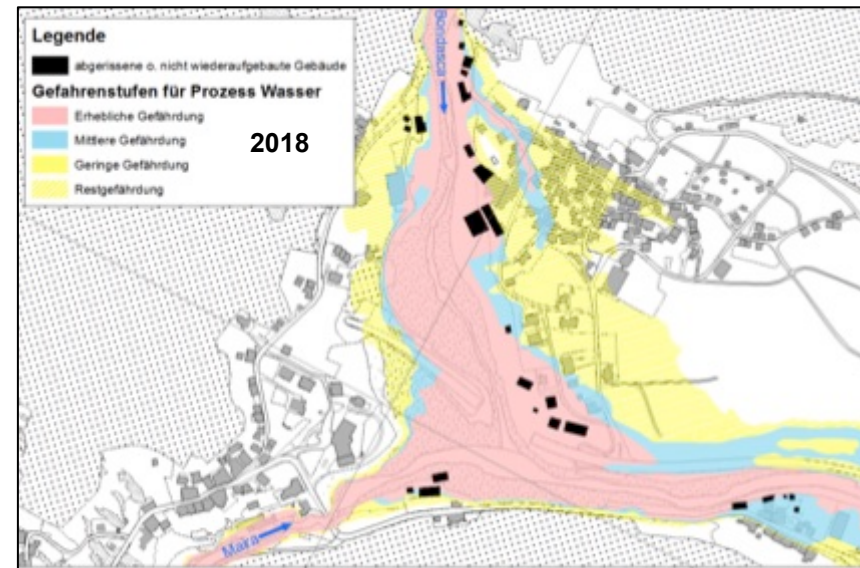 Legende
abgerissene o. nicht wiederaufgebaute Gebäude
Gefahrenstufen für Prozess Wasser
Erhebliche Gefährdung
Mittlere Gefährdung
Geringe Gefährdung
Restgefährdung
2018
Bondasca
Maira